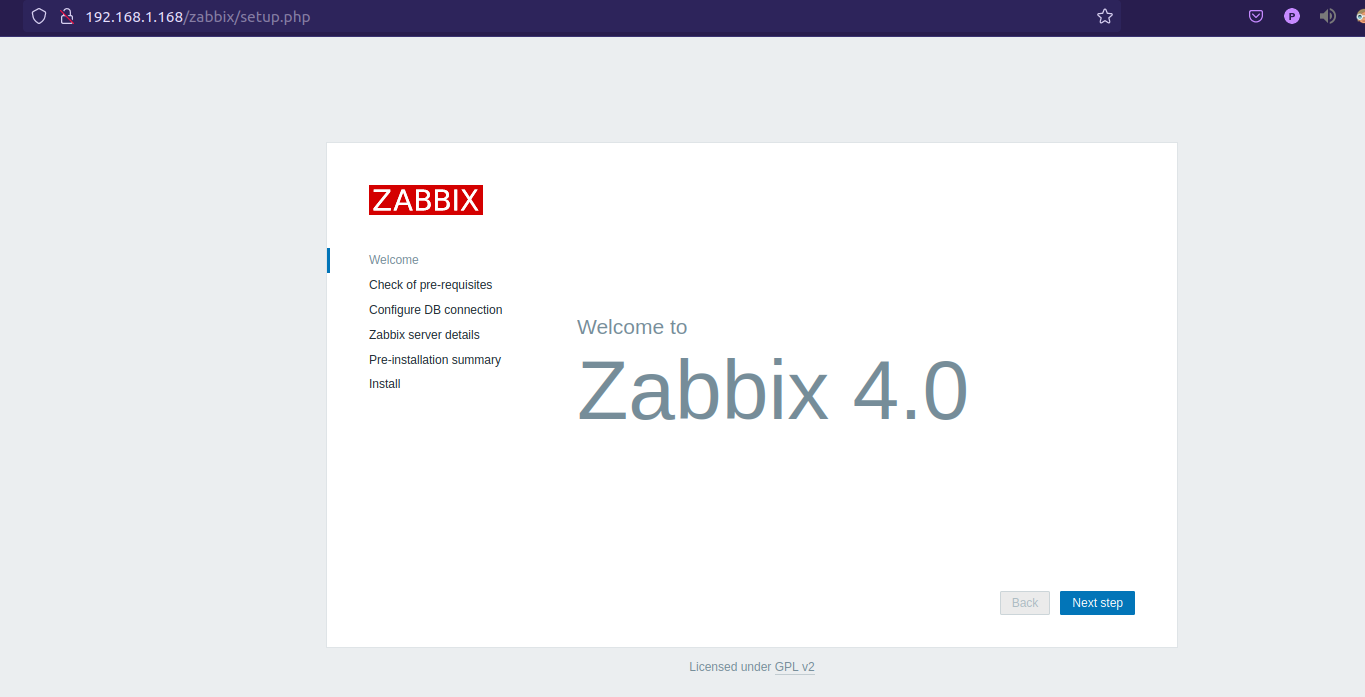 192.168.1.168/zabbix/setup.php
P
ZABBIX
Welcome
Check of pre-requisites
Configure DB connection
Zabbix server details
Pre-installation summary
Install
Welcome to
Zabbix 4.0
Back
Next step
Licensed under GPL v2